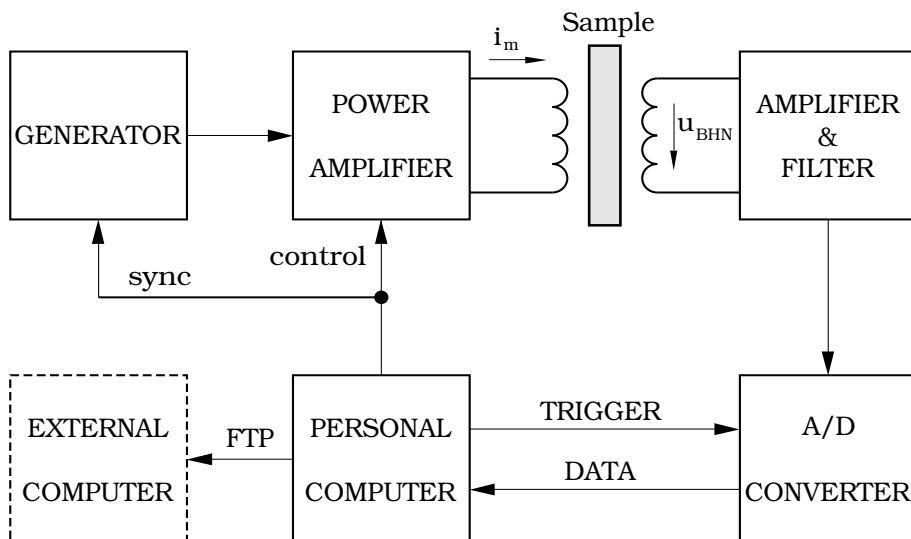 Sample
i_m
GENERATOR
POWER
AMPLIFIER
u_BHN
AMPLIFIER
&
FILTER
sync
control
EXTERNAL
COMPUTER
FTP
PERSONAL
COMPUTER
TRIGGER
DATA
A/D
CONVERTER